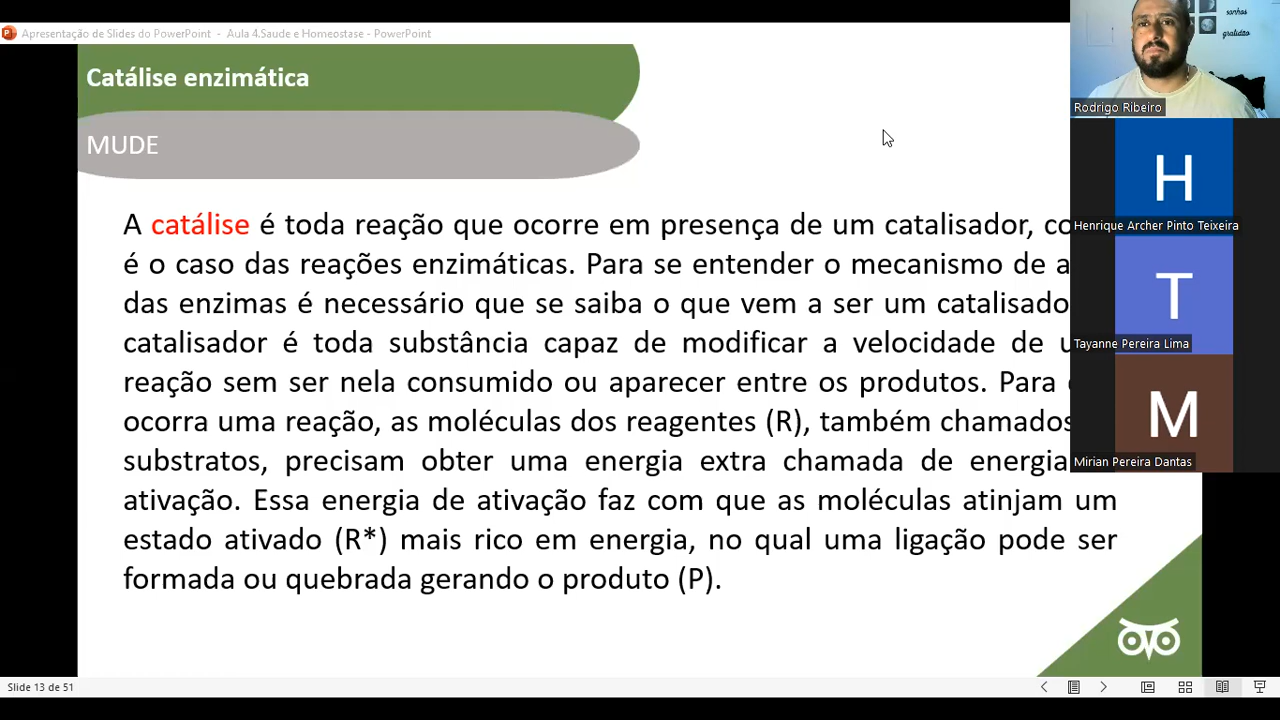 Apresentação de Slides do PowerPoint - Aula 4.Saude e Homeostase - PowerPoint
Catálise enzimática
MUDE
A catálise é toda reação que ocorre em presença de um catalisador,
é o caso das reações enzimáticas. Para se entender o mecanismo de
das enzimas é necessário que se saiba o que vem a ser um
catalisador é toda substância capaz de modificar a velocidade de
reação sem ser nela consumido ou aparecer entre os produtos. Para
ocorra uma reação, as moléculas dos reagentes (R), também chamados
substratos, precisam obter uma energia extra chamada de energia
ativação. Essa energia de ativação faz com que as moléculas atinjam um
estado ativado (R*) mais rico em energia, no qual uma ligação pode ser
formada ou quebrada gerando o produto (P).
sonhos
gratidão
Rodrigo Ribeiro
H
Henrique Archer Pinto Teixeira
T
Tayanne Pereira Lima
M
Mirian Pereira Dantas
Slide 13 de 51